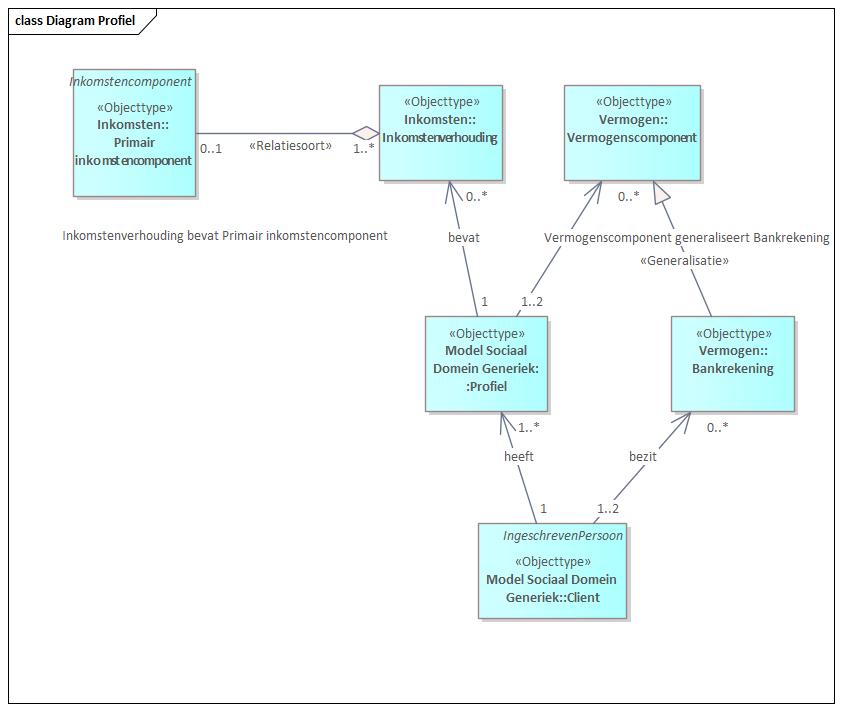 class Diagram Profiel
Inkomstencomponent
«Objecttype»
Inkomsten::
Primair
inkomstencomponent
«Objecttype»
Inkomsten::
Inkomstenverhouding
«Objecttype»
Vermogen::
Vermogenscomponent
0..1
«Relatiesoort»
1..*
0..*
0..*
Inkomstenverhouding bevat Primair inkomstencomponent
bevat
Vermogenscomponent generaliseert Bankrekening
«Generalisatie»
1
1..2
«Objecttype»
Model Sociaal
Domein Generiek:
:Profiel
«Objecttype»
Vermogen::
Bankrekening
1..*
0..*
heeft
bezit
1
1..2
IngeschrevenPersoon
«Objecttype»
Model Sociaal Domein
Generiek::Client